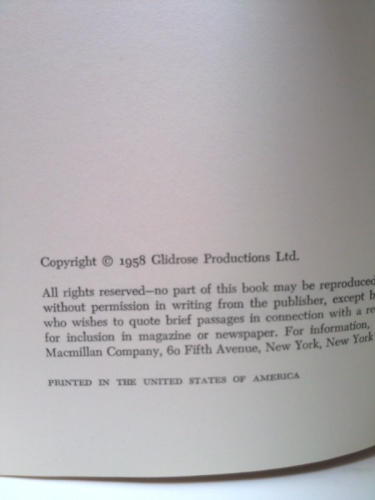 Copyright © 1958 Glidrose Productions Ltd.
All rights reserved—no part of this book may be reproduced
without permission in writing from the publisher, except b
who wishes to quote brief passages in connection with a re
for inclusion in magazine or newspaper. For information,
Macmillan Company, 60 Fifth Avenue, New York, New York
PRINTED IN THE UNITED STATES OF AMERICA